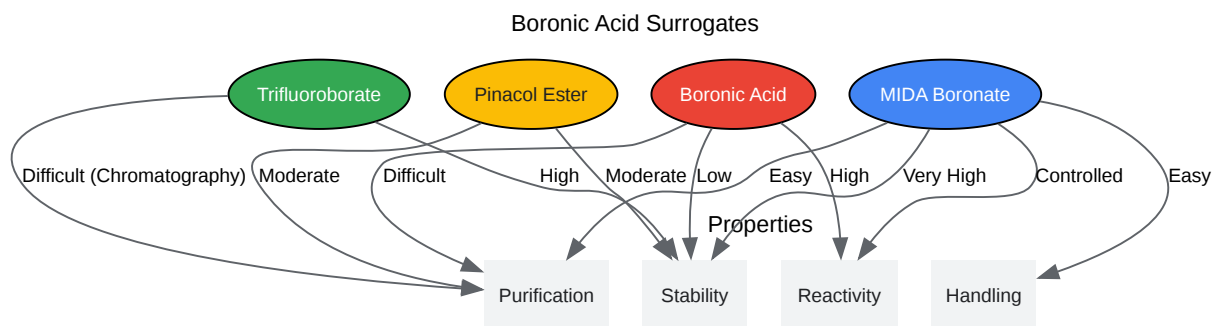 Boronic Acid Surrogates
Trifluoroborate
Pinacol Ester
Boronic Acid
MIDA Boronate
Difficult (Chromatography)
Moderate
Difficult
High
Moderate
Low
Easy
High
Very High
Controlled
Easy
Properties
Purification
Stability
Reactivity
Handling